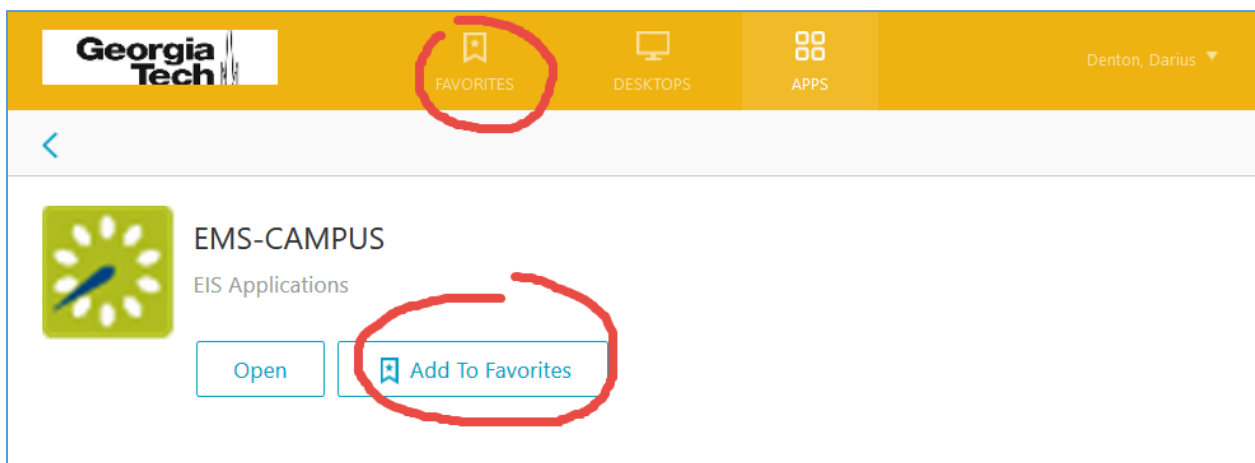 Georgia
Tech
FAVORITES
DESKTOPS
APPS
Denton, Darius
EMS-CAMPUS
EIS Applications
Open
Add To Favorites